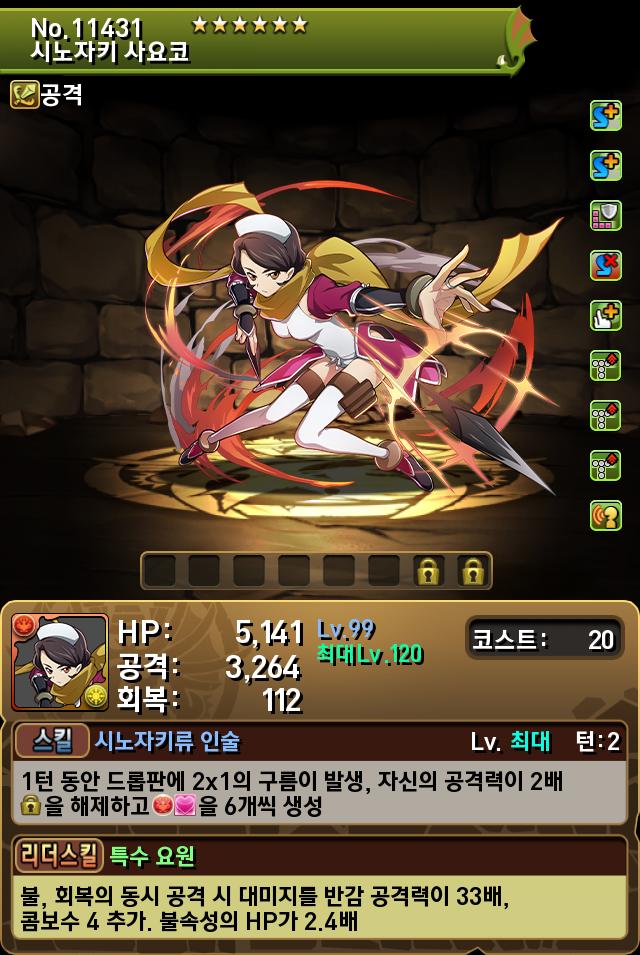 No.11431
시노자키 사요코
공격
HP: 5,141 Lv.99
공격: 3,264 최대Lv.120
회복: 112
코스트: 20
스킬 시노자키류 인술 Lv. 최대 턴:2
1턴 동안 드롭판에 2x1의 구름이 발생, 자신의 공격력이 2배
을 해제하고 을 6개씩 생성
리더스킬 특수 요원
불, 회복의 동시 공격 시 대미지를 반감 공격력이 33배,
콤보수 4 추가. 불속성의 HP가 2.4배